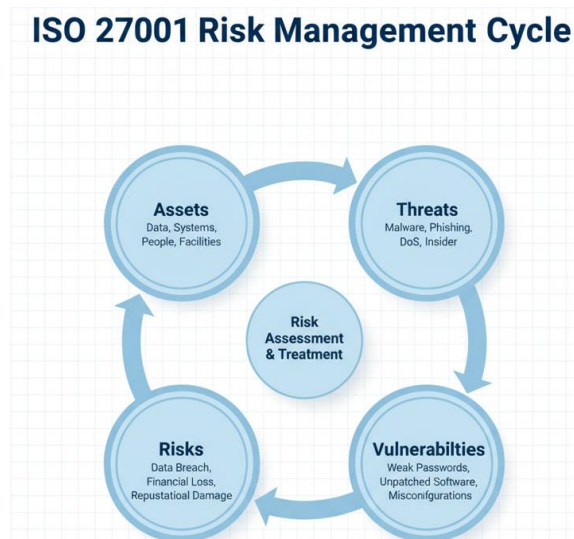 ISO 27001 Risk Management Cycle
Assets
Data, Systems,
People, Facilities
Threats
Malware, Phishing,
DoS, Insider
Risk
Assessment
& Treatment
Risks
Data Breach,
Financial Loss,
Repustatioal Damage
Vulnerabilties
Weak Passwords,
Unpatched Software,
Misconifgurations